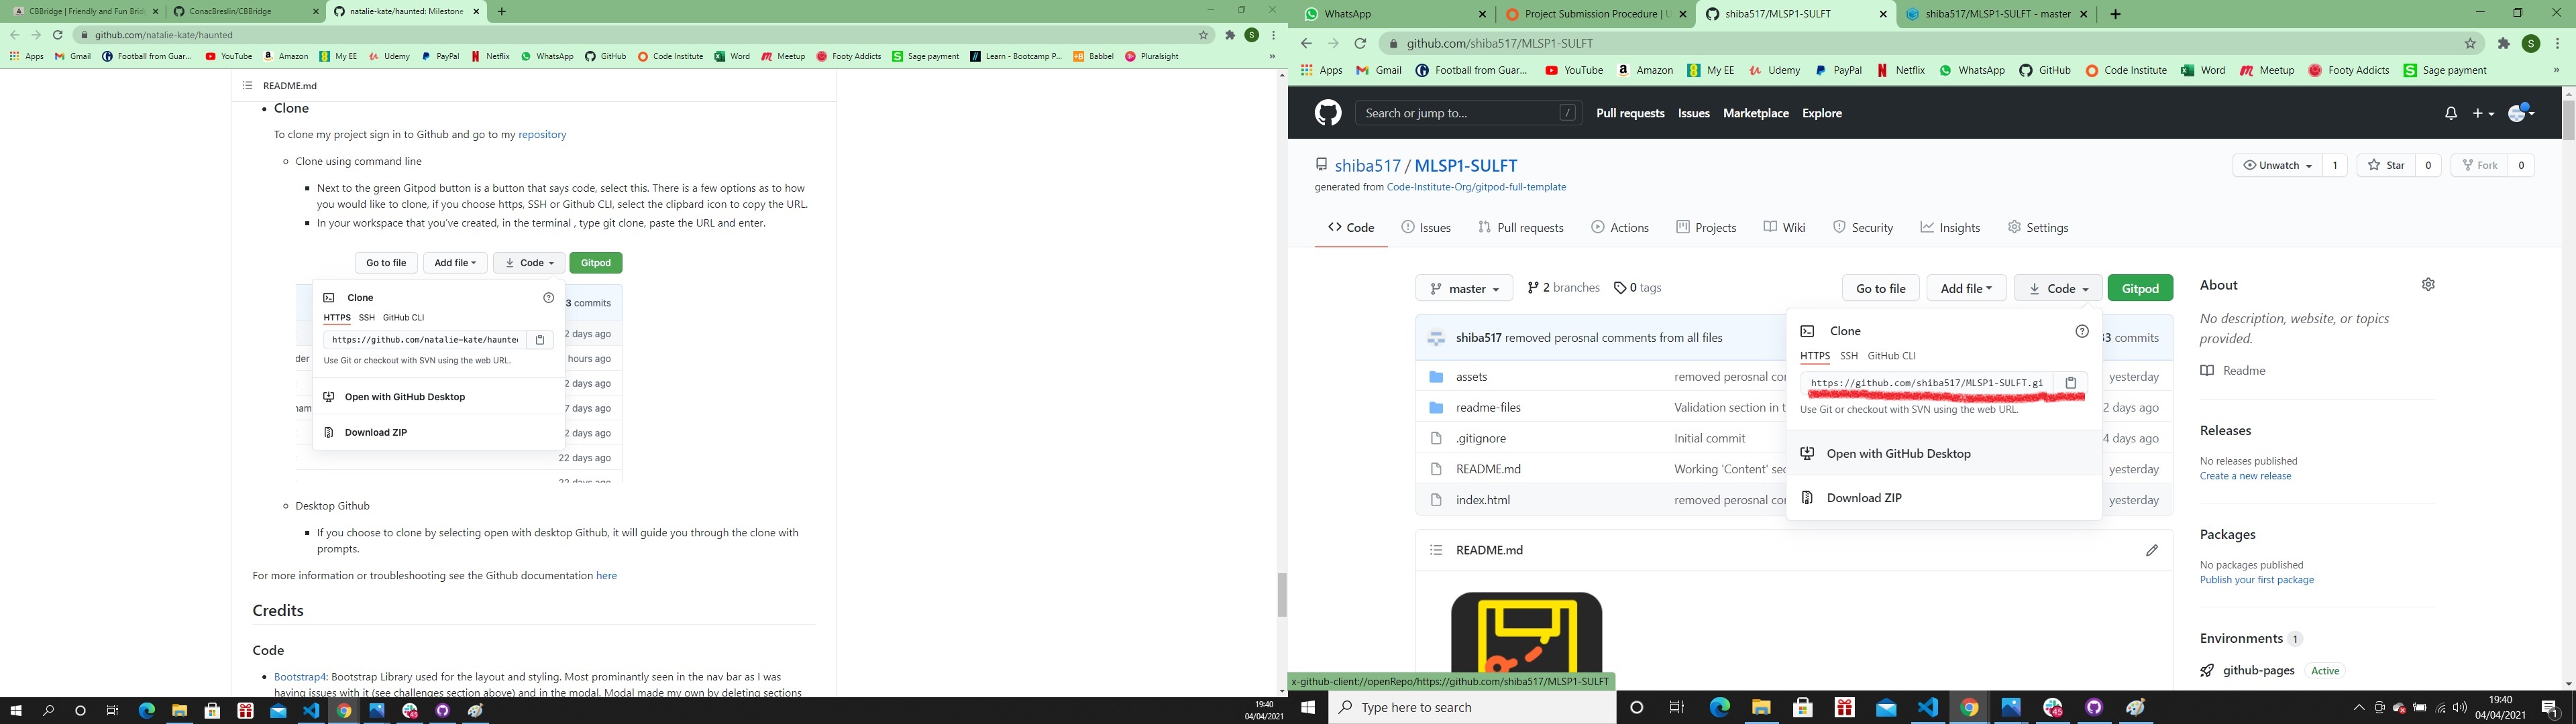 CBBridge | Friendly and Fun Brid
ConacBreslin/CBBridge
natalie-kate/haunted: Milestone
github.com/natalie-kate/haunted
Apps Gmail Football from Guar... YouTube Amazon My EE Udemy PayPal Netflix WhatsApp GitHub Code Institute Word Meetup Footy Addicts Sage payment Learn - Bootcamp P... Babbel Pluralsight »
README.md
Clone
To clone my project sign in to Github and go to my repository
Clone using command line
Next to the green Gitpod button is a button that says code, select this. There is a few options as to how
you would like to clone, if you choose https, SSH or Github CLI, select the clipbard icon to copy the URL.
In your workspace that you've created, in the terminal , type git clone, paste the URL and enter.
Go to file Add file Code Gitpod
Clone
3 commits
HTTPS SSH GitHub CLI
2 days ago
https://github.com/natalie-kate/haunted
Use Git or checkout with SVN using the web URL.
der hours ago
2 days ago
Open with GitHub Desktop
nam 7 days ago
Download ZIP
2 days ago
22 days ago
22 days ago
Desktop Github
If you choose to clone by selecting open with desktop Github, it will guide you through the clone with
prompts.
For more information or troubleshooting see the Github documentation here
Credits
Code
Bootstrap4: Bootstrap Library used for the layout and styling. Most prominantly seen in the nav bar as I was
having issues with it (see challenges section above) and in the modal. Modal made my own by deleting sections
19:40
04/04/2021
WhatsApp
Project Submission Procedure | U
shiba517/MLSP1-SULFT
shiba517/MLSP1-SULFT - master
github.com/shiba517/MLSP1-SULFT
S
Apps Gmail Football from Guar... YouTube Amazon My EE Udemy PayPal Netflix WhatsApp GitHub Code Institute Word Meetup Footy Addicts Sage payment »
Search or jump to... / Pull requests Issues Marketplace Explore
shiba517 / MLSP1-SULFT
Unwatch 1 Star 0 Fork 0
generated from Code-Institute-Org/gitpod-full-template
Code Issues Pull requests Actions Projects Wiki Security Insights Settings
master 2 branches 0 tags Go to file Add file Code Gitpod
shiba517 removed perosnal comments from all files
33 commits
assets removed perosnal cor yesterday
readme-files Validation section in t 2 days ago
.gitignore Initial commit 4 days ago
README.md Working 'Content' sec yesterday
index.html removed perosnal cor yesterday
Clone
HTTPS SSH GitHub CLI
https://github.com/shiba517/MLSP1-SULFT.gi
Use Git or checkout with SVN using the web URL.
Open with GitHub Desktop
Download ZIP
README.md
About
No description, website, or topics
provided.
Readme
Releases
No releases published
Create a new release
Packages
No packages published
Publish your first package
Environments 1
github-pages Active
x-github-client://openRepo/https://github.com/shiba517/MLSP1-SULFT
Type here to search
19:40
04/04/2021